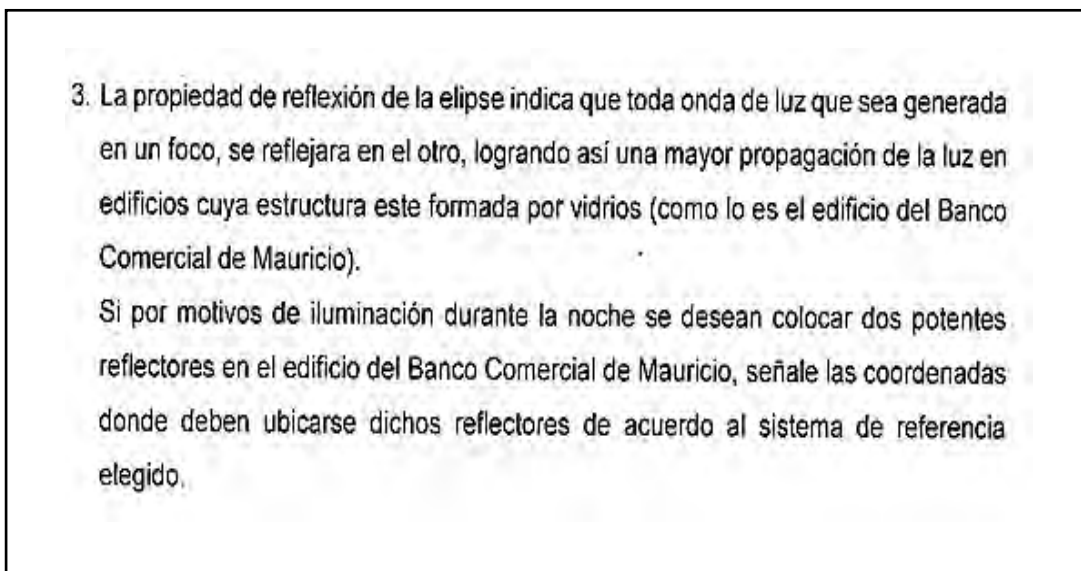 3. La propiedad de reflexión de la elipse indica que toda onda de luz que sea generada
en un foco, se reflejara en el otro, logrando así una mayor propagación de la luz en
edificios cuya estructura este formada por vidrios (como lo es el edificio del Banco
Comercial de Mauricio).
Si por motivos de iluminación durante la noche se desean colocar dos potentes
reflectores en el edificio del Banco Comercial de Mauricio, señale las coordenadas
donde deben ubicarse dichos reflectores de acuerdo al sistema de referencia
elegido.